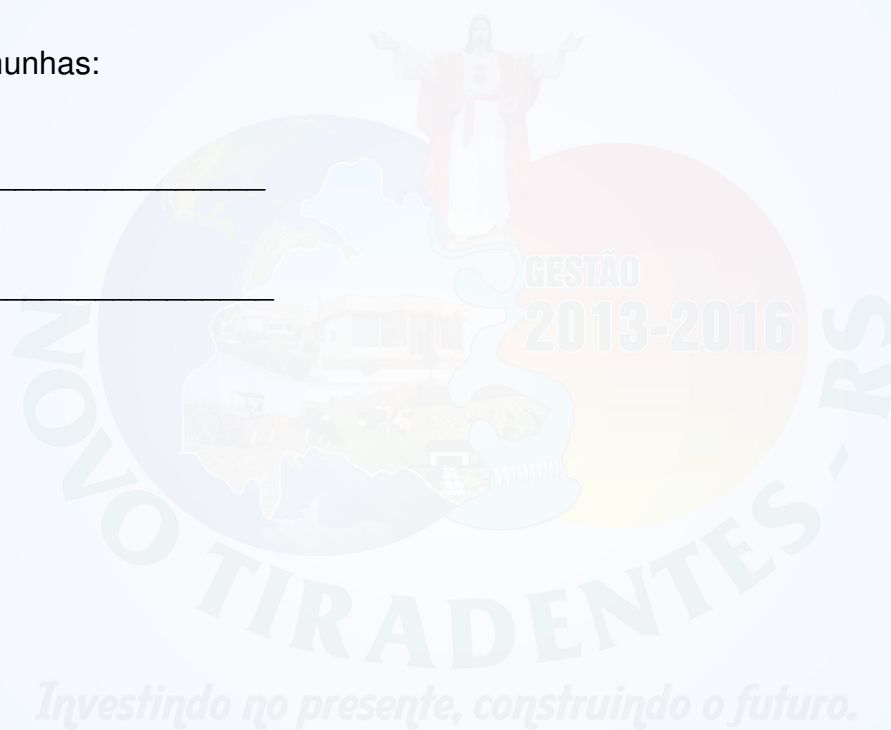 unhas:
GESTÃO
2013-2016
NOVO TIRADENTES - RS
Investindo no presente, construindo o futuro.